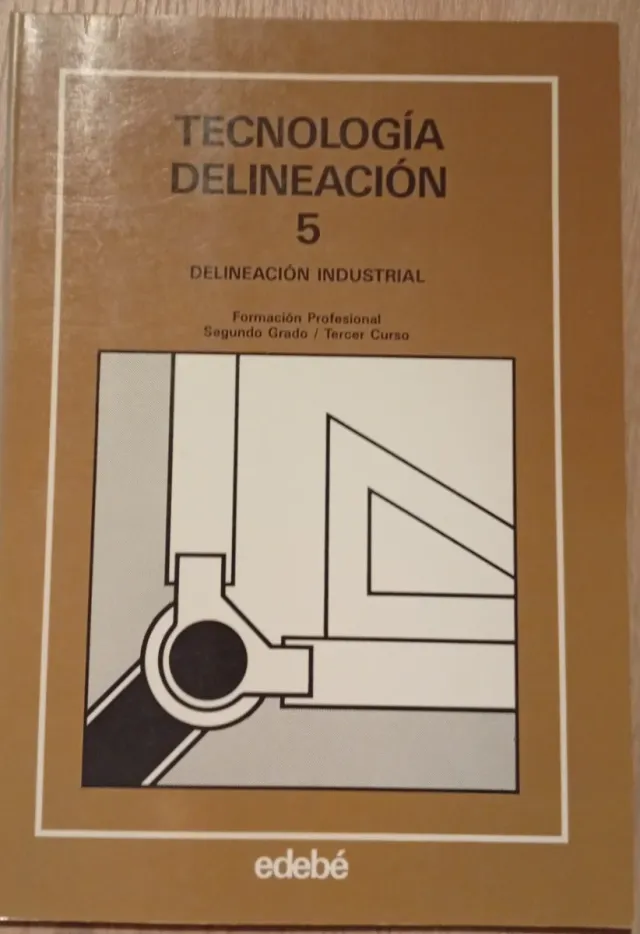 TECNOLOGÍA
DELINEACIÓN
5
DELINEACIÓN INDUSTRIAL
Formación Profesional
Segundo Grado / Tercer Curso
edebé